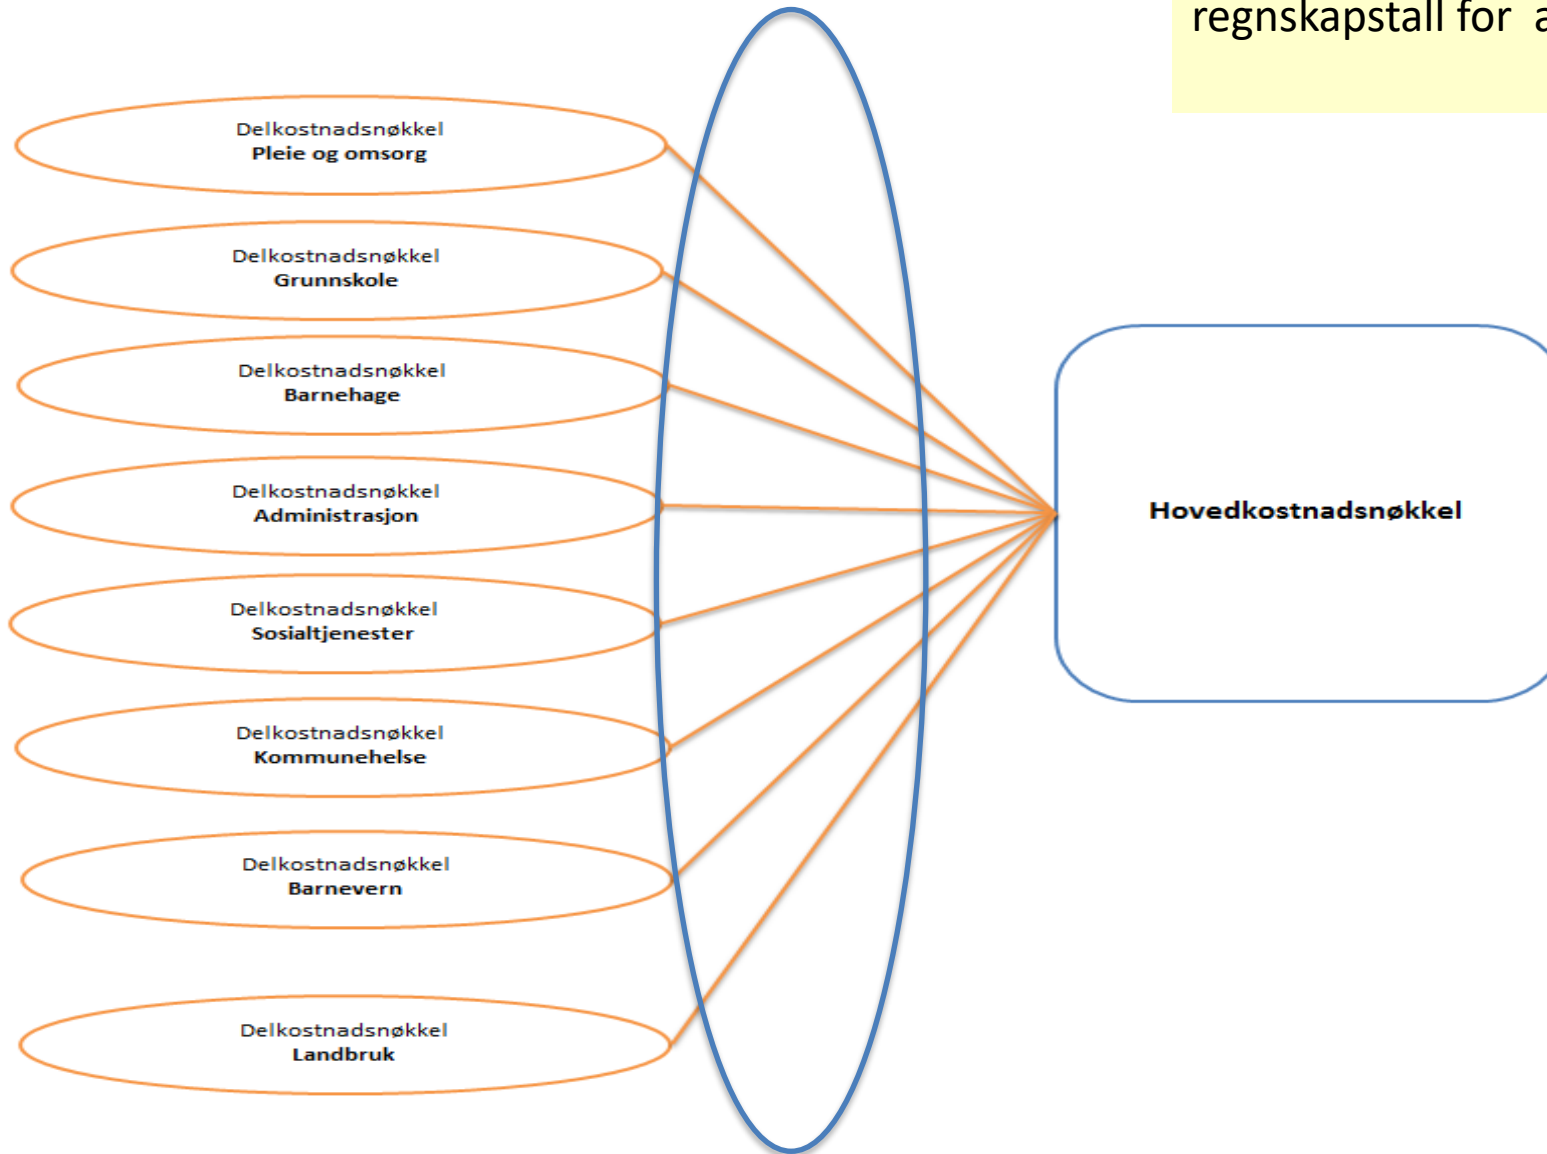 regnskapstall for a
Delkostnadsnøkkel
Pleie og omsorg
Delkostnadsnøkkel
Grunnskole
Delkostnadsnøkkel
Barnehage
Delkostnadsnøkkel
Administrasjon
Delkostnadsnøkkel
Sosialtjenester
Delkostnadsnøkkel
Kommunehelse
Delkostnadsnøkkel
Barnevern
Delkostnadsnøkkel
Landbruk
Hovedkostnadsnøkkel